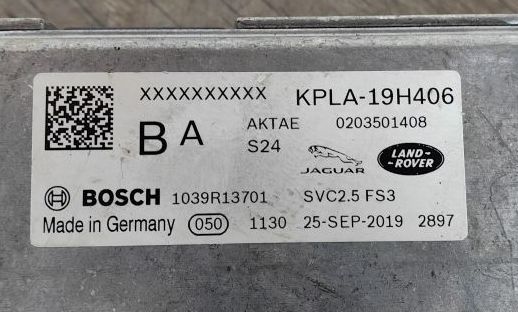 XXXXXXXXXX KPLA-19H406
B A AKTAE 0203501408
S24 JAGUAR LAND-ROVER
BOSCH 1039R13701 SVC2.5 FS3
Made in Germany 050 1130 25-SEP-2019 2897